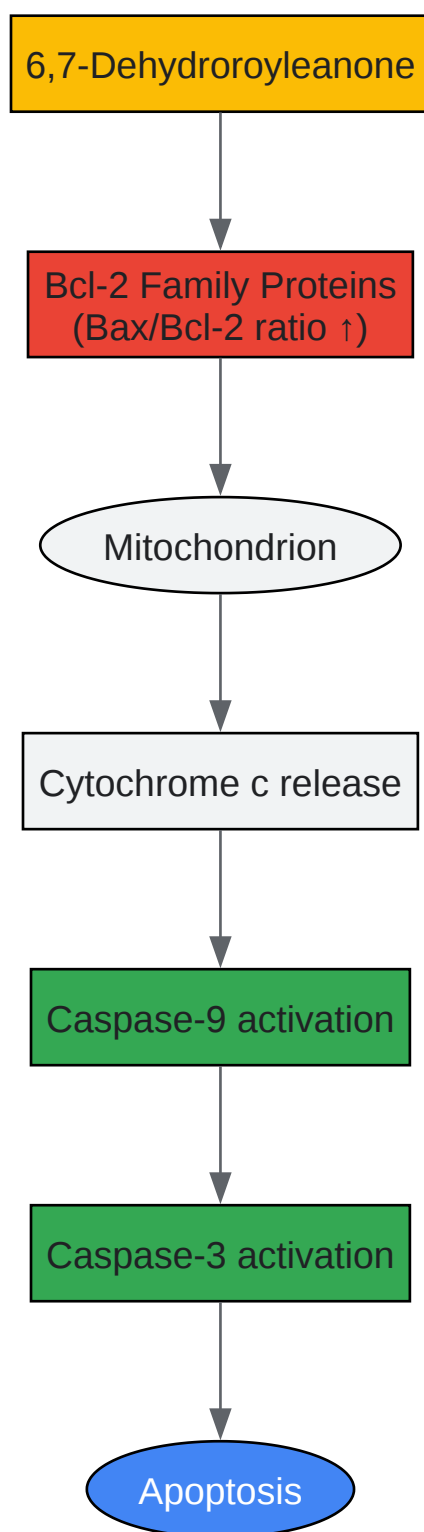 6,7-Dehydroroyleanone
Bcl-2 Family Proteins
(Bax/Bcl-2 ratio ↑)
Mitochondrion
Cytochrome c release
Caspase-9 activation
Caspase-3 activation
Apoptosis